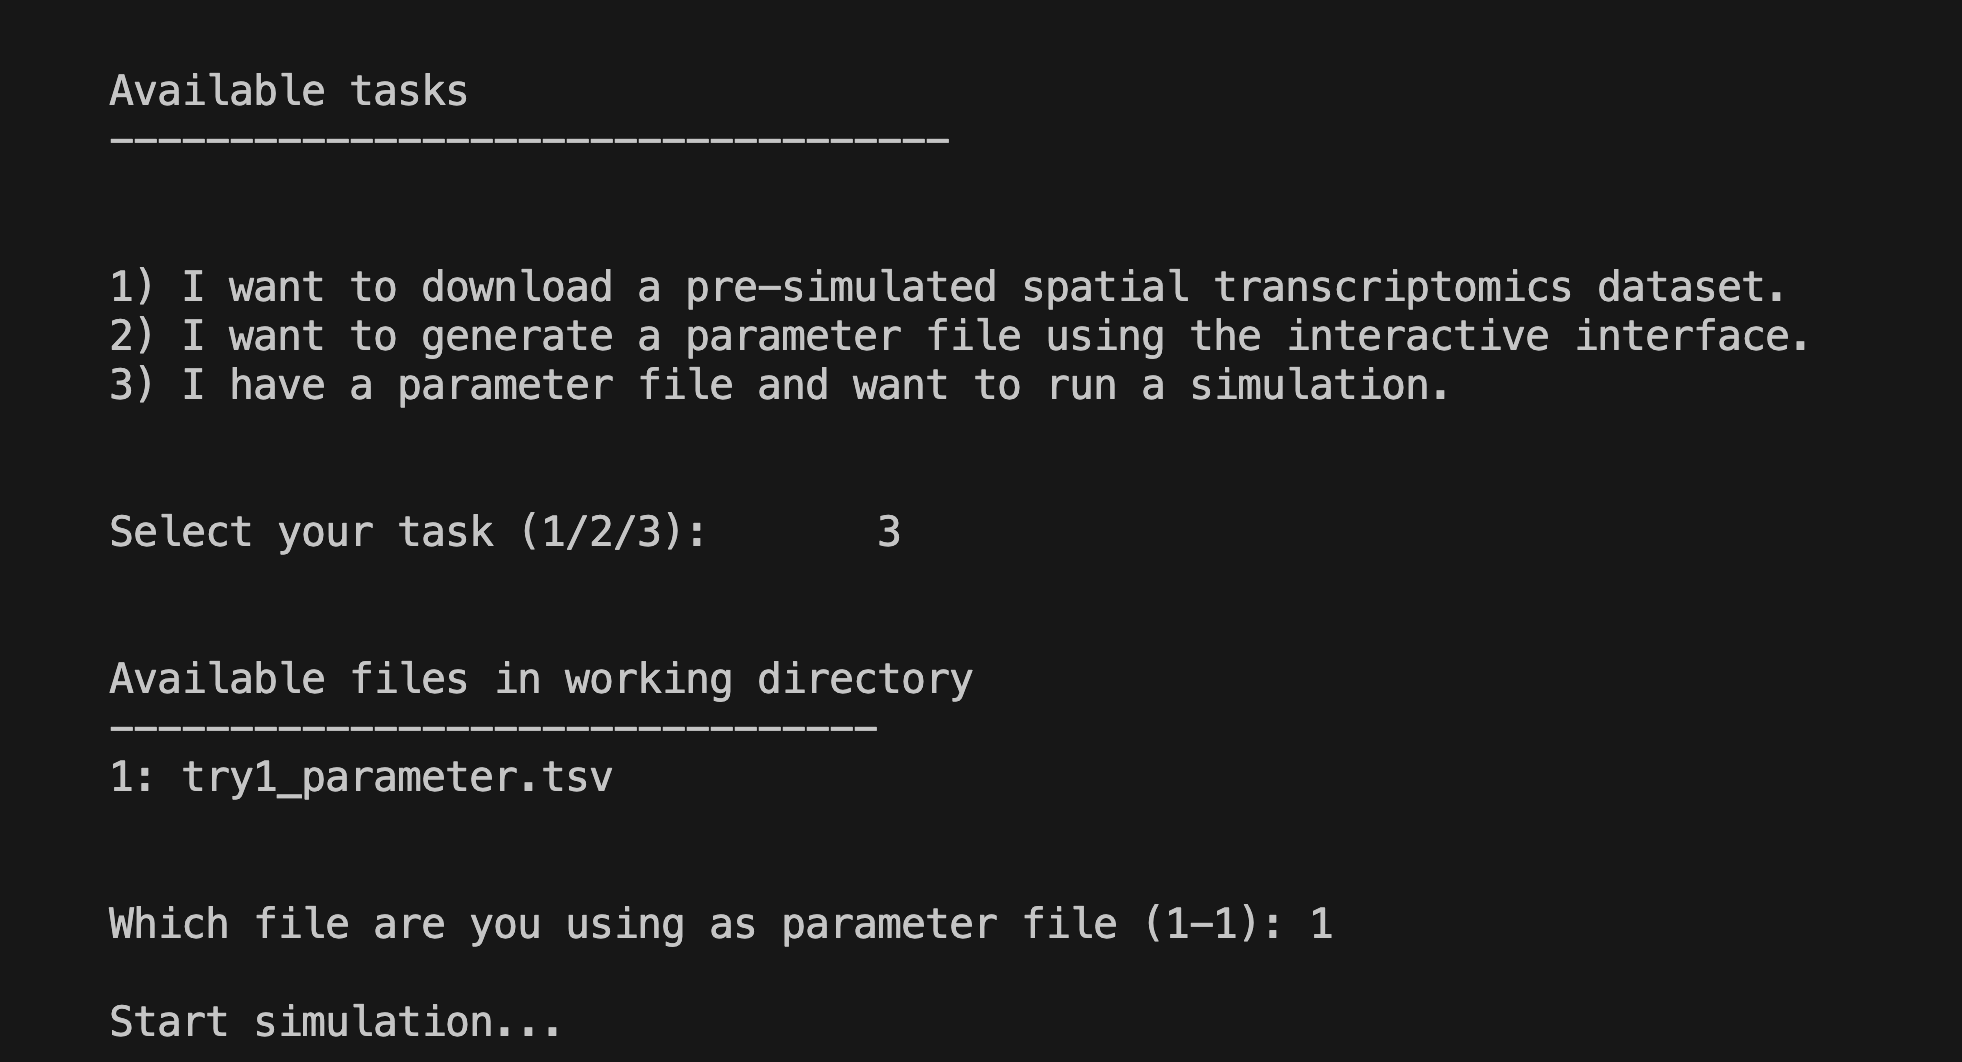 Available tasks
-----------------------------------
1) I want to download a pre-simulated spatial transcriptomics dataset.
2) I want to generate a parameter file using the interactive interface.
3) I have a parameter file and want to run a simulation.
Select your task (1/2/3):       3
Available files in working directory
--------------------------------
1: try1_parameter.tsv
Which file are you using as parameter file (1-1): 1
Start simulation...